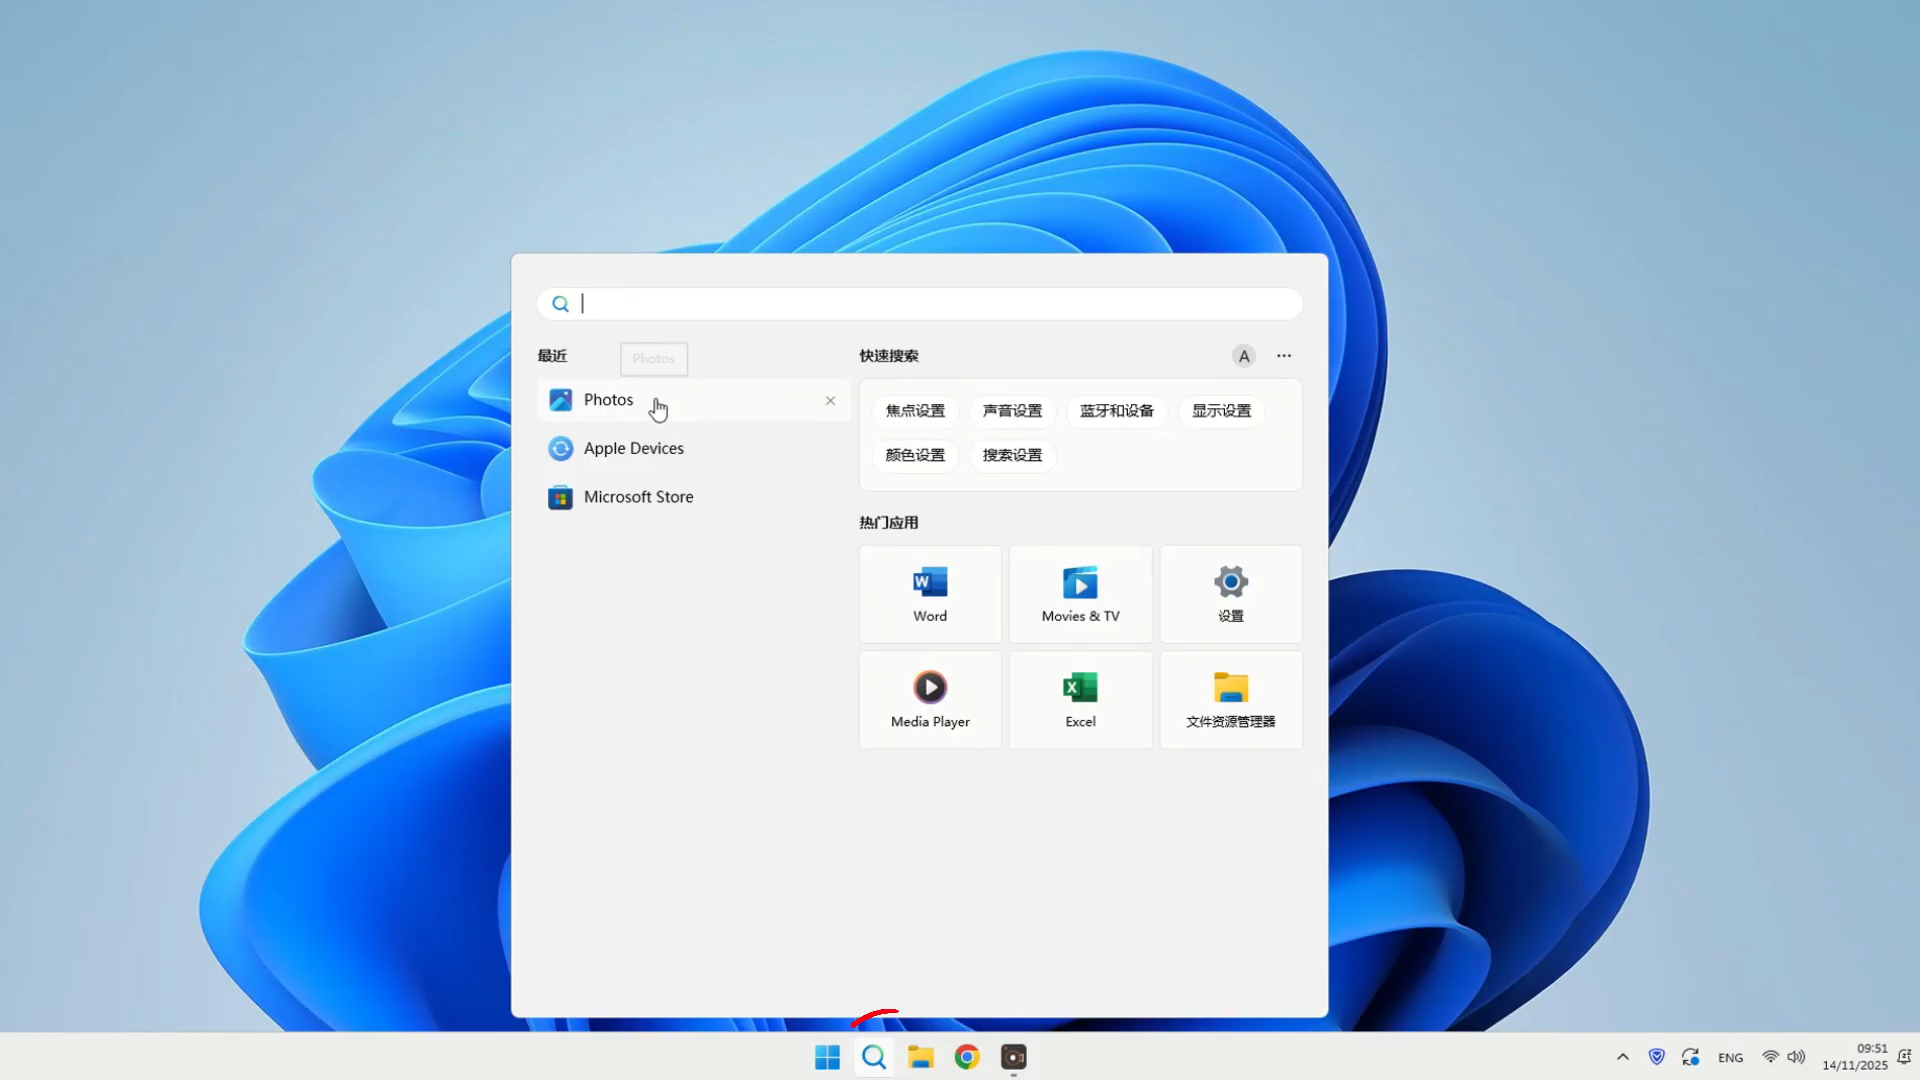 最近
Photos
Photos
Apple Devices
Microsoft Store
快速搜索
A
焦点设置
声音设置
蓝牙和设备
显示设置
颜色设置
搜索设置
热门应用
Word
Movies & TV
设置
Media Player
Excel
文件资源管理器
ENG
09:51
14/11/2025